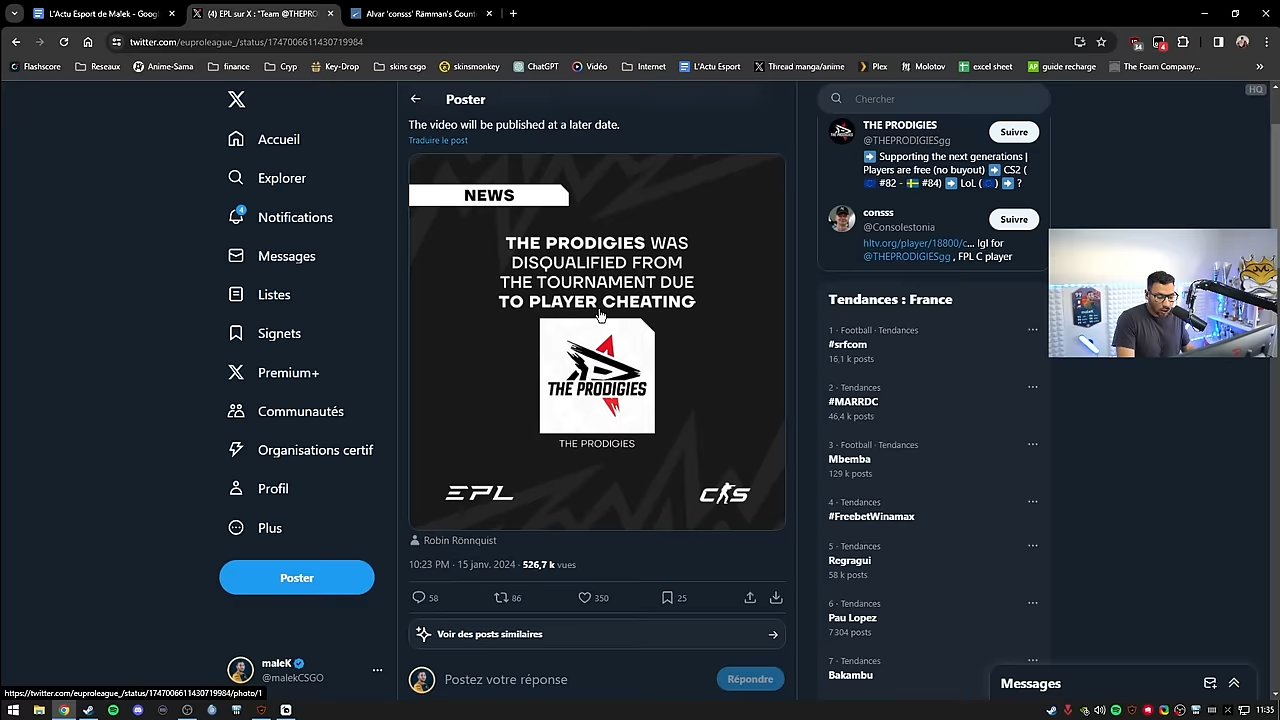 L'Actu Esport de Malek - Goog
(4) EPL sur X : "Team @THEPRO
Alvar 'consss' Rämman's Count
twitter.com/euproleague_/status/1747006611430719984
34
4
Flashscore
Reseaux
Anime-Sama
finance
Cryp
Key-Drop
skins csgo
skinsmonkey
ChatGPT
Vidéo
Internet
L'Actu Esport
Thread manga/anime
Plex
Molotov
excel sheet
guide recharge
The Foam Company...
HQ
Accueil
Explorer
4
Notifications
Messages
Listes
Signets
Premium+
Communautés
Organisations certif
Profil
Plus
Poster
maleK
@malekCSGO
Poster
The video will be published at a later date.
Traduire le post
NEWS
THE PRODIGIES WAS
DISQUALIFIED FROM
THE TOURNAMENT DUE
TO PLAYER CHEATING
THE PRODIGIES
THE PRODIGIES
EPL
CS
Robin Rönnquist
10:23 PM · 15 janv. 2024 · 526,7 k vues
58
86
350
25
Voir des posts similaires
Postez votre réponse
Répondre
Chercher
THE PRODIGIES
@THEPRODIGIESgg
Suivre
Supporting the next generations |
Players are free (no buyout) CS2 (
#82 - #84) LoL ( ) ?
consss
@Consolestonia
Suivre
hltv.org/player/18800/c... lgl for
@THEPRODIGIESgg , FPL C player
Tendances : France
1 · Football · Tendances
#srfcom
16,1 k posts
2 · Tendances
#MARRDC
46,4 k posts
3 · Football · Tendances
Mbemba
129 k posts
4 · Tendances
#FreebetWinamax
5 · Tendances
Regragui
58 k posts
6 · Tendances
Pau Lopez
7 304 posts
7 · Tendances
Bakambu
Messages
https://twitter.com/euproleague_/status/1747006611430719984/photo/1
11:35